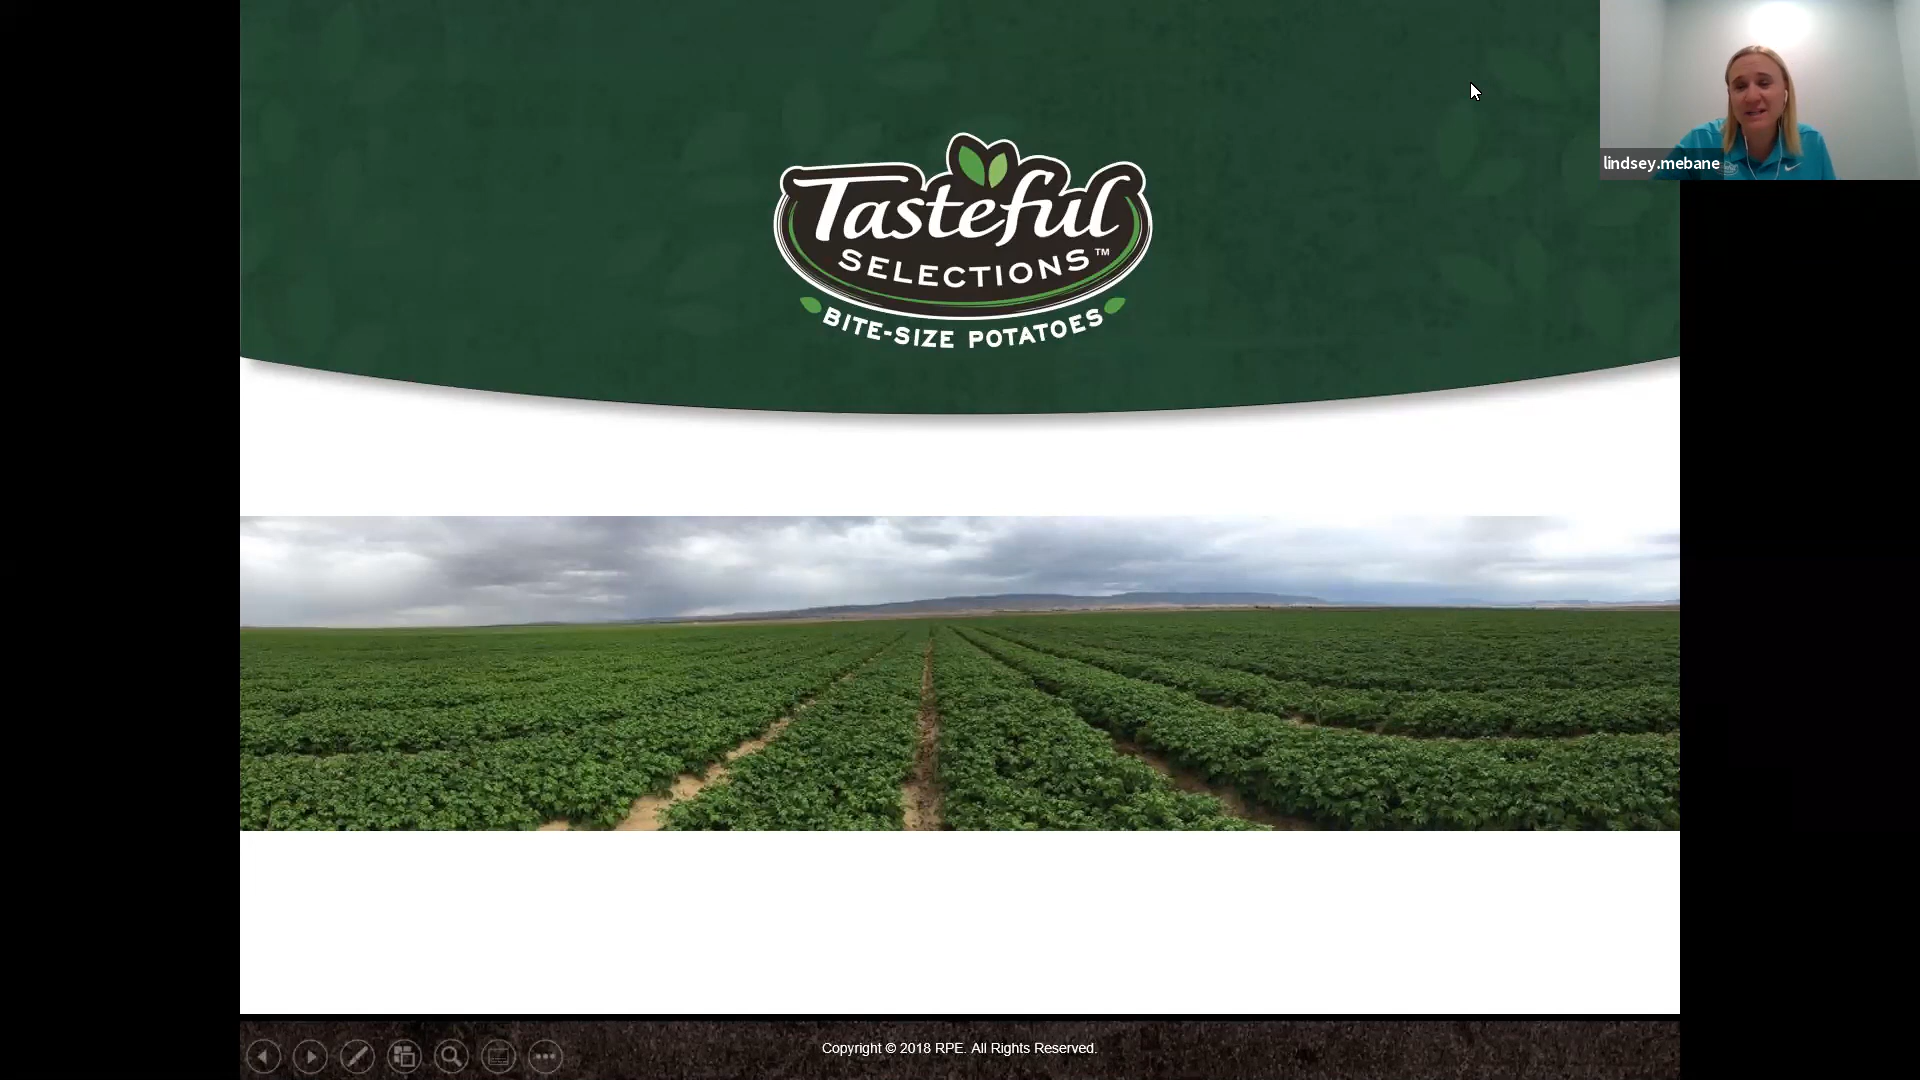 Tasteful
SELECTIONS™
BITE-SIZE POTATOES
lindsey.mebane
Copyright © 2018 RPE. All Rights Reserved.